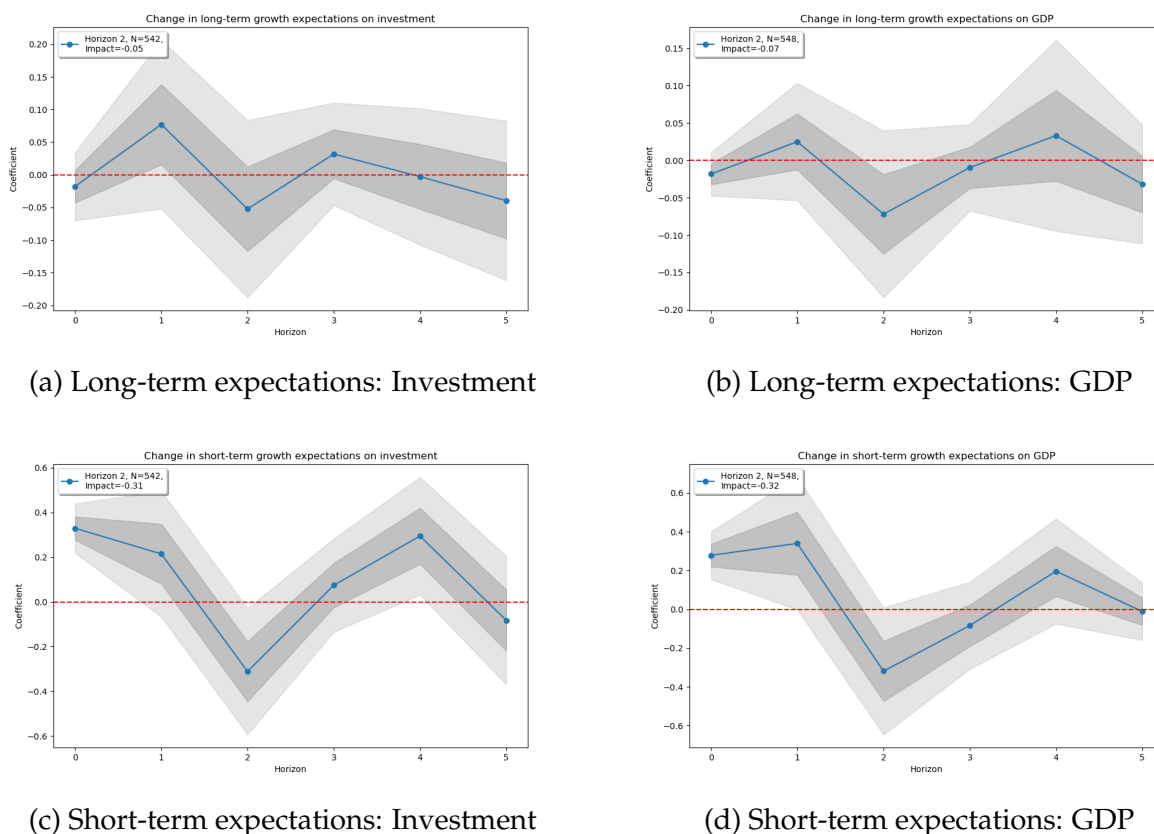 Change in long-term growth expectations on investment
Horizon 2, N=542,
Impact=-0.05
0.20
0.15
0.10
0.05
0.00
−0.05
−0.10
−0.15
−0.20
Coefficient
0 1 2 3 4 5
Horizon
(a) Long-term expectations: Investment
Change in long-term growth expectations on GDP
Horizon 2, N=548,
Impact=-0.07
0.15
0.10
0.05
0.00
−0.05
−0.10
−0.15
−0.20
Coefficient
0 1 2 3 4 5
Horizon
(b) Long-term expectations: GDP
Change in short-term growth expectations on investment
Horizon 2, N=542,
Impact=-0.31
0.6
0.4
0.2
0.0
−0.2
−0.4
−0.6
Coefficient
0 1 2 3 4 5
Horizon
(c) Short-term expectations: Investment
Change in short-term growth expectations on GDP
Horizon 2, N=548,
Impact=-0.32
0.6
0.4
0.2
0.0
−0.2
−0.4
−0.6
Coefficient
0 1 2 3 4 5
Horizon
(d) Short-term expectations: GDP